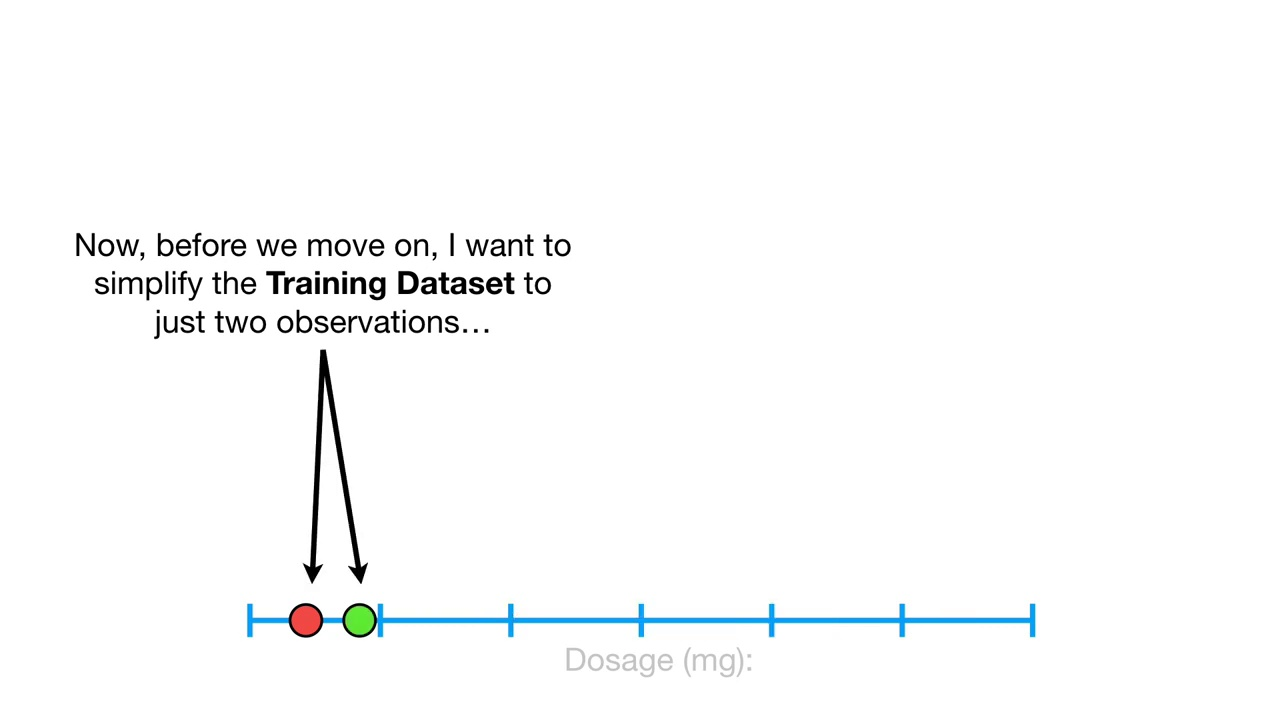 Now, before we move on, I want to
simplify the Training Dataset to
just two observations…
Dosage (mg):